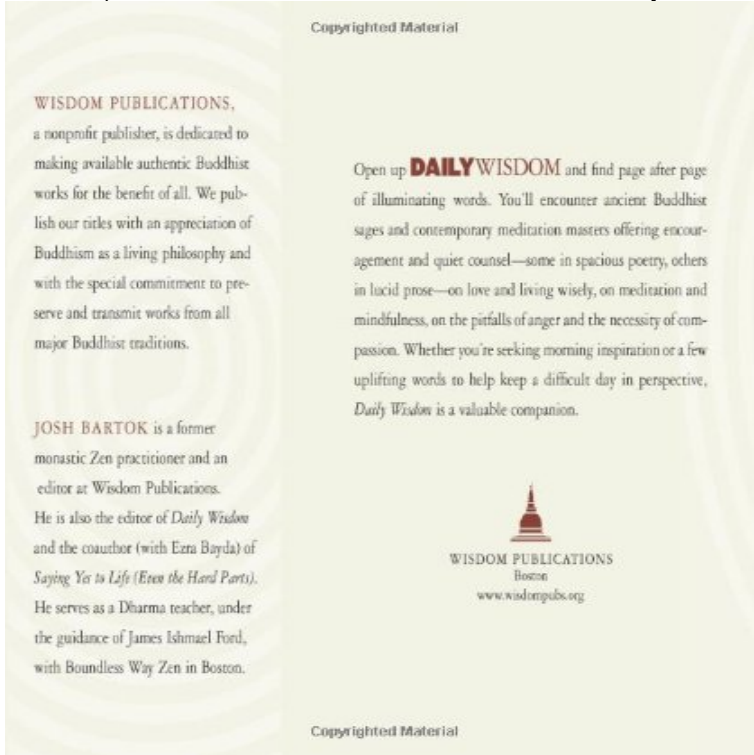 Copyrighted Material
WISDOM PUBLICATIONS,
a nonprofit publisher, is dedicated to
making available authentic Buddhist
works for the benefit of all. We pub-
lish our titles with an appreciation of
Buddhism as a living philosophy and
with the special commitment to pre-
serve and transmit works from all
major Buddhist traditions.
JOSH BARTOK is a former
monastic Zen practitioner and an
editor at Wisdom Publications.
He is also the editor of Daily Wisdom
and the coauthor (with Ezra Bayda) of
Saying Yes to Life (Even the Hard Parts).
He serves as a Dharma teacher, under
the guidance of James Ishmael Ford,
with Boundless Way Zen in Boston.
Open up DAILY WISDOM and find page after page
of illuminating words. You'll encounter ancient Buddhist
sages and contemporary meditation masters offering encour-
agement and quiet counsel—some in spacious poetry, others
in lucid prose—on love and living wisely, on meditation and
mindfulness, on the pitfalls of anger and the necessity of com-
passion. Whether you're seeking morning inspiration or a few
uplifting words to help keep a difficult day in perspective,
Daily Wisdom is a valuable companion.
WISDOM PUBLICATIONS
Boston
www.wisdompubs.org
Copyrighted Material